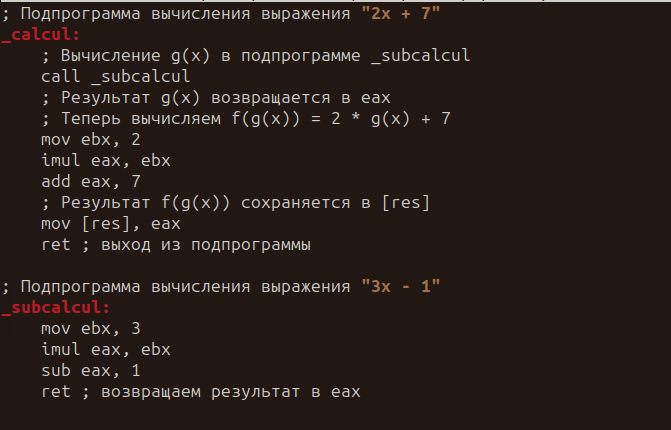 ; Подпрограмма вычисления выражения "2x + 7"
_calcul:
; Вычисление g(x) в подпрограмме _subcalcul
call _subcalcul
; Результат g(x) возвращается в eax
; Теперь вычисляем f(g(x)) = 2 * g(x) + 7
mov ebx, 2
imul eax, ebx
add eax, 7
; Результат f(g(x)) сохраняется в [res]
mov [res], eax
ret ; выход из подпрограммы
; Подпрограмма вычисления выражения "3x - 1"
_subcalcul:
mov ebx, 3
imul eax, ebx
sub eax, 1
ret ; возвращаем результат в eax